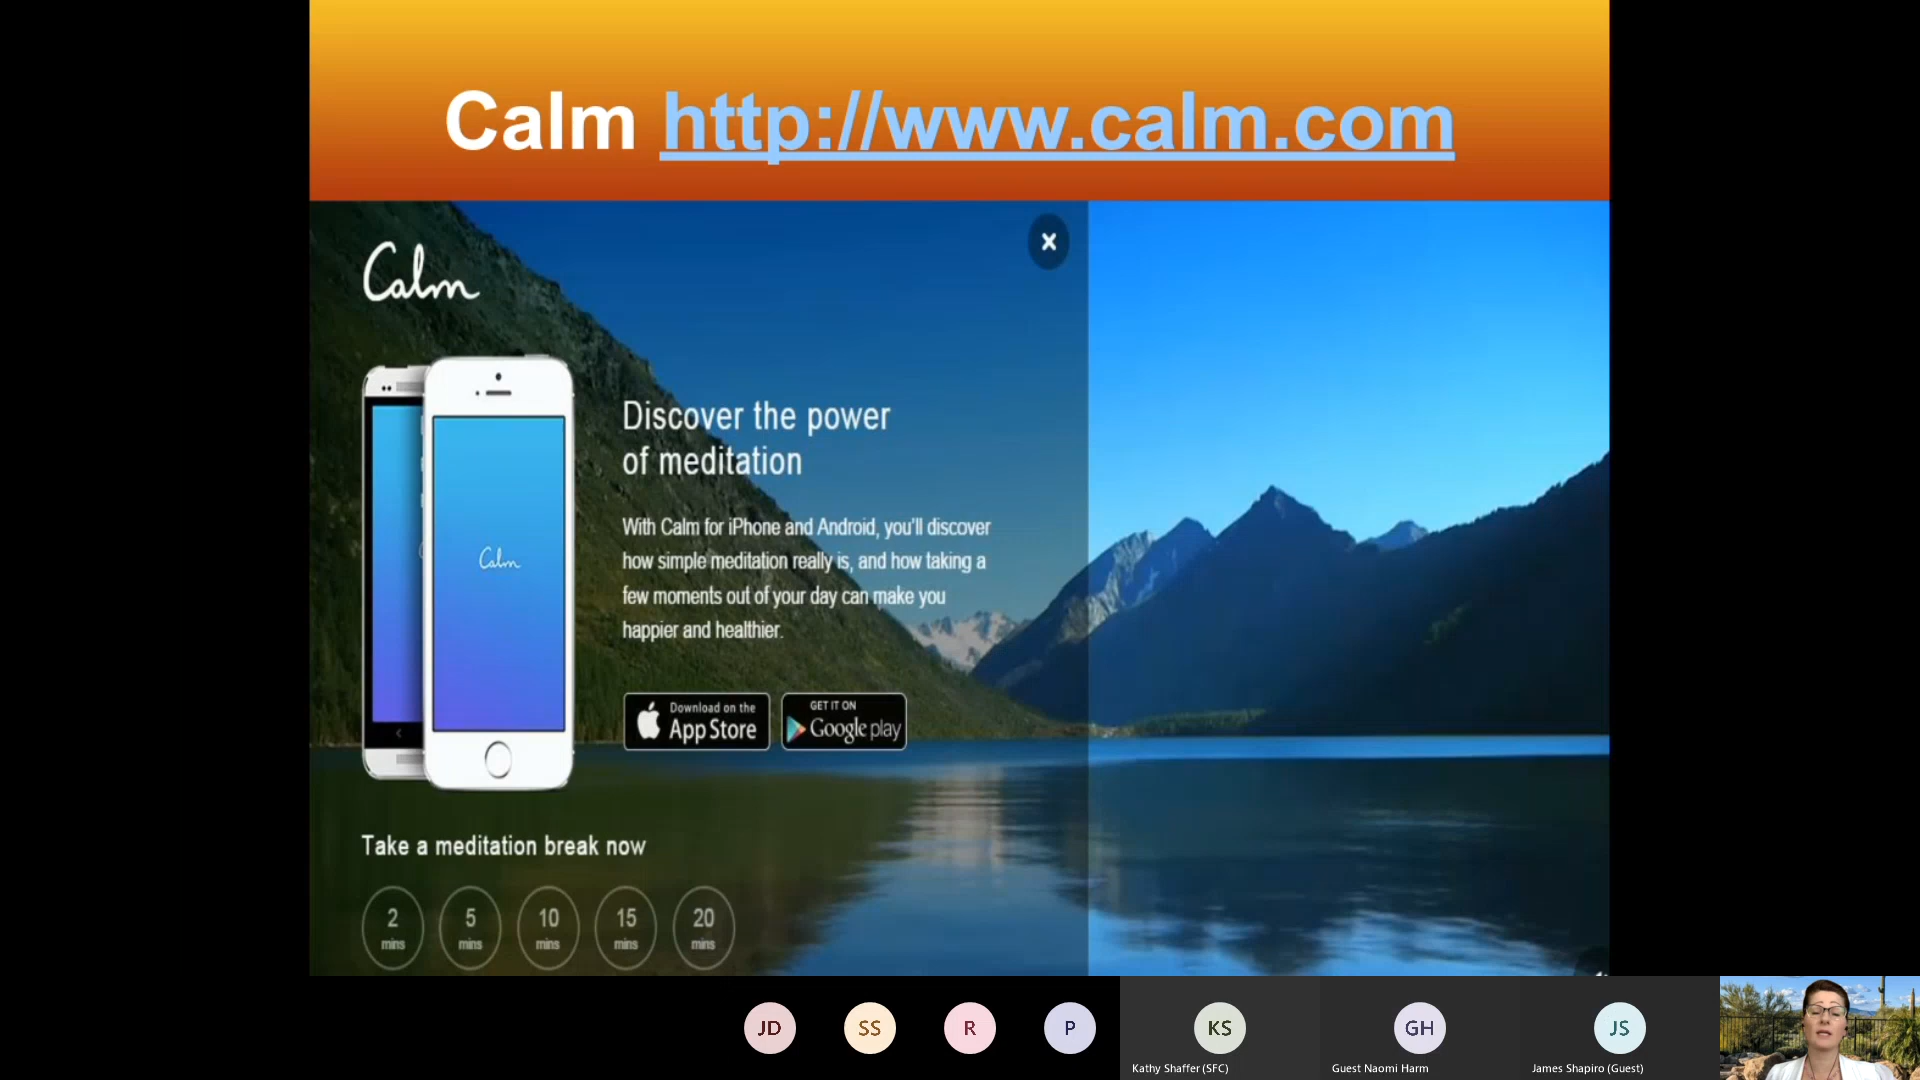 Calm http://www.calm.com
Calm
Discover the power
of meditation
With Calm for iPhone and Android, you'll discover
how simple meditation really is, and how taking a
few moments out of your day can make you
happier and healthier.
Calm
Download on the
App Store
GET IT ON
Google play
Take a meditation break now
2 mins
5 mins
10 mins
15 mins
20 mins
JD
SS
R
P
KS
GH
JS
Kathy Shaffer (SFC)
Guest Naomi Harm
James Shapiro (Guest)